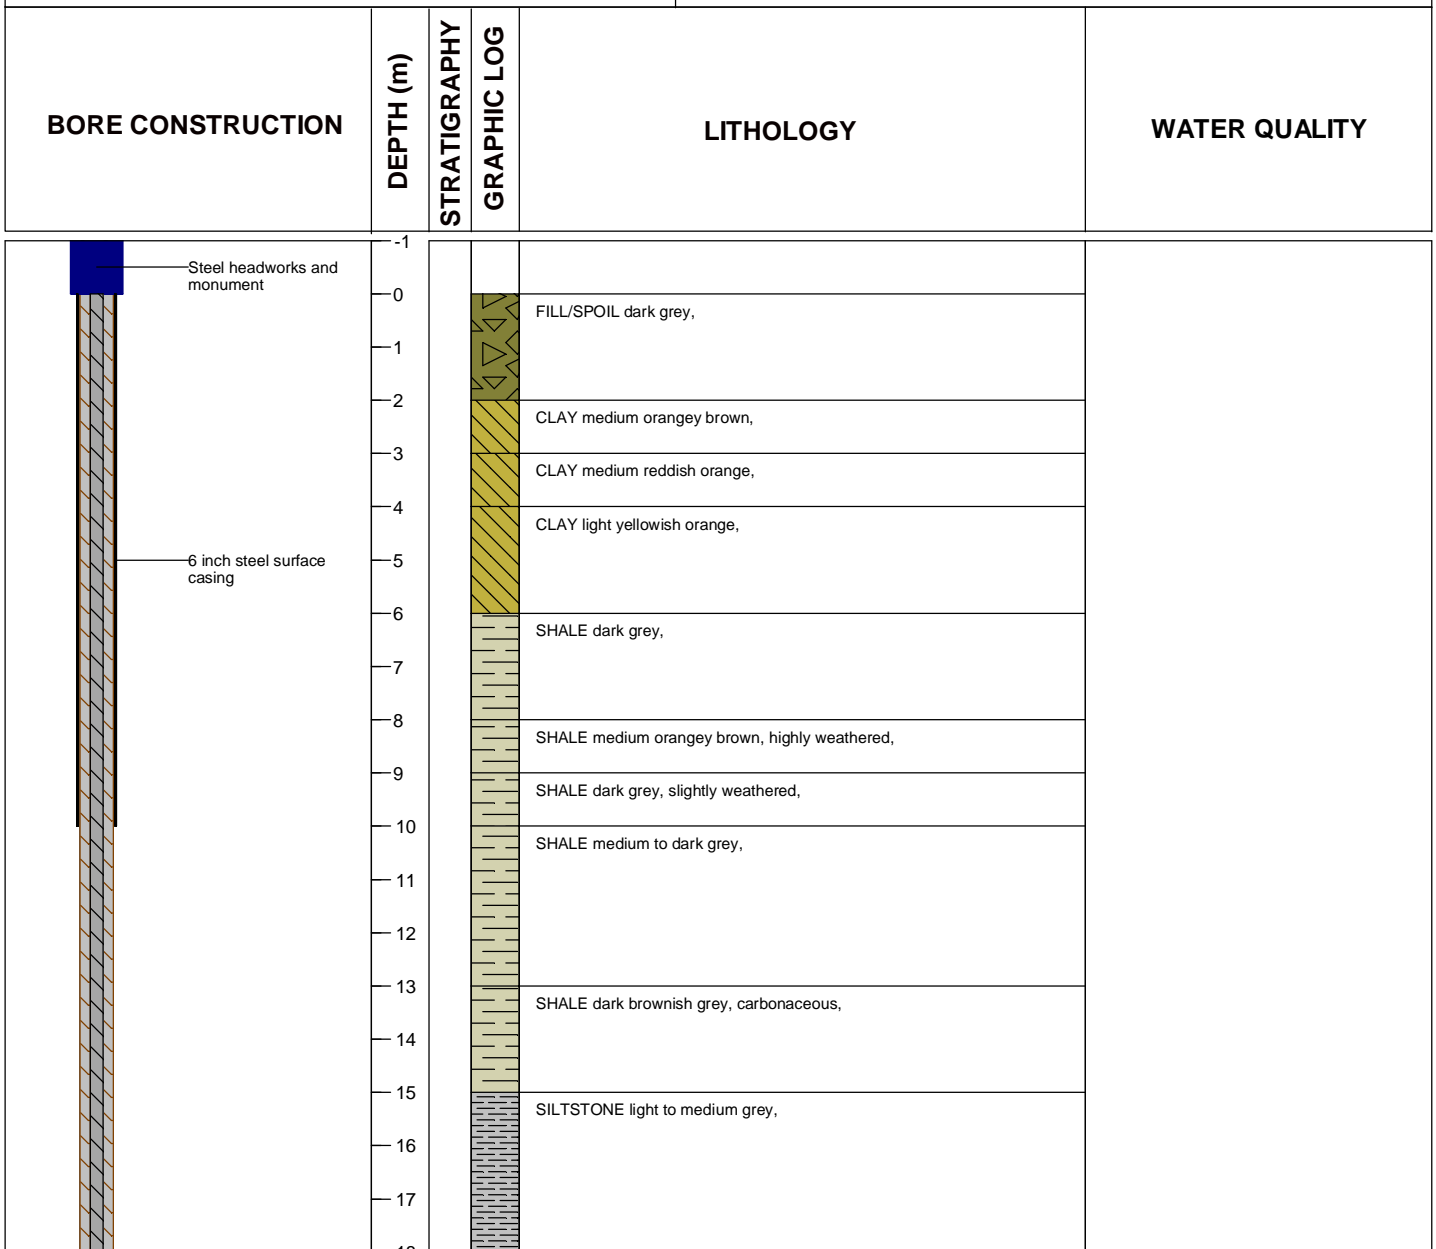 BORE CONSTRUCTION
DEPTH (m)
STRATIGRAPHY
GRAPHIC LOG
LITHOLOGY
WATER QUALITY
-1
Steel headworks and
monument
0
FILL/SPOIL dark grey,
1
2
CLAY medium orangey brown,
3
CLAY medium reddish orange,
4
CLAY light yellowish orange,
5
6 inch steel surface
casing
6
SHALE dark grey,
7
8
SHALE medium orangey brown, highly weathered,
9
SHALE dark grey, slightly weathered,
10
SHALE medium to dark grey,
11
12
13
SHALE dark brownish grey, carbonaceous,
14
15
SILTSTONE light to medium grey,
16
17